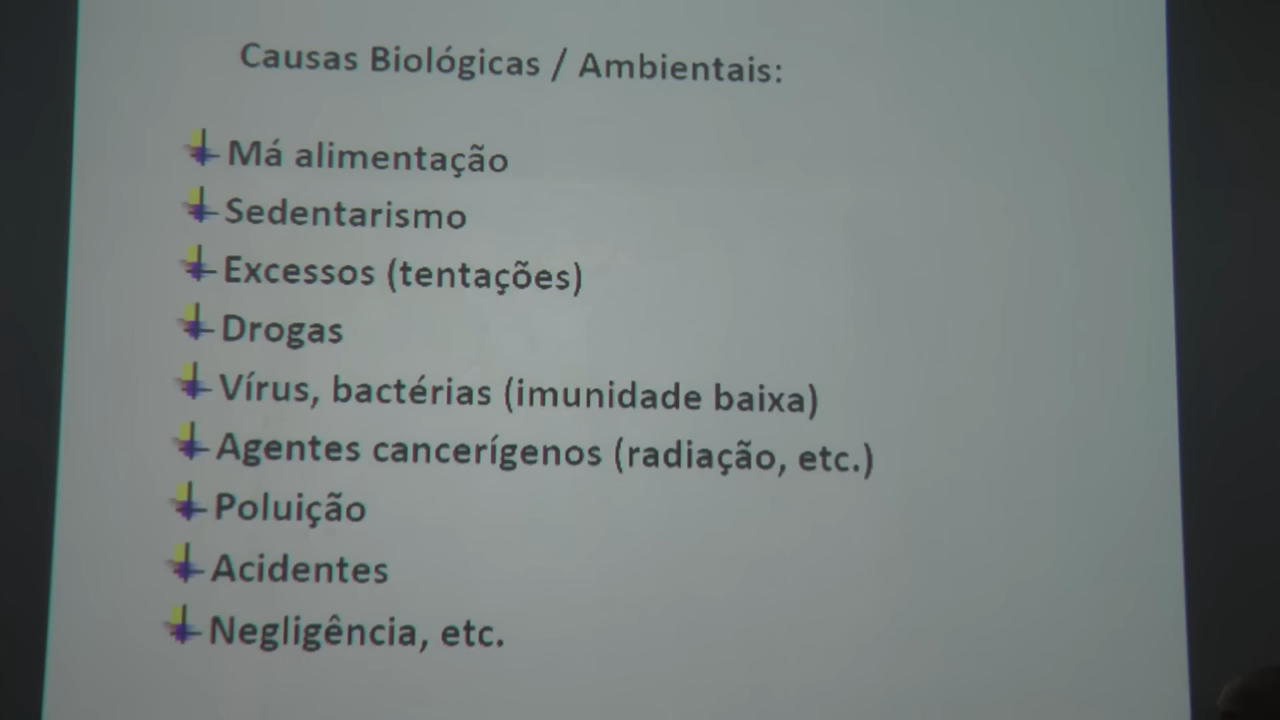 Causas Biológicas / Ambientais:
Má alimentação
Sedentarismo
Excessos (tentações)
Drogas
Vírus, bactérias (imunidade baixa)
Agentes cancerígenos (radiação, etc.)
Poluição
Acidentes
Negligência, etc.